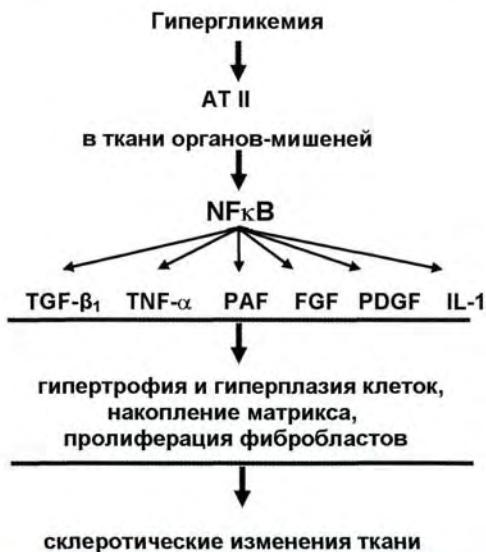 Гипергликемия
AT II
в ткани органов-мишеней
NFκB
TGF-β₁ TNF-α PAF FGF PDGF IL-1
гипертрофия и гиперплазия клеток,
накопление матрикса,
пролиферация фибробластов
склеротические изменения ткани